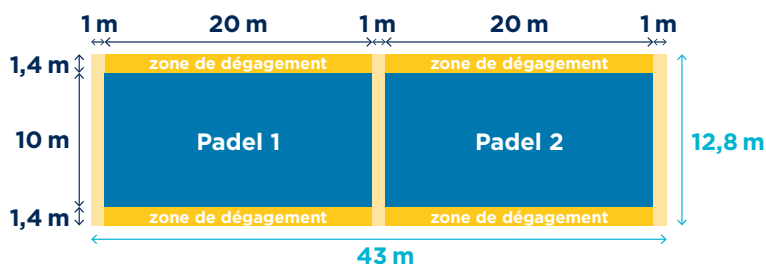 1 m 20 m 1 m 20 m 1 m
1,4 m zone de dégagement zone de dégagement
10 m Padel 1 Padel 2 12,8 m
1,4 m zone de dégagement zone de dégagement
43 m